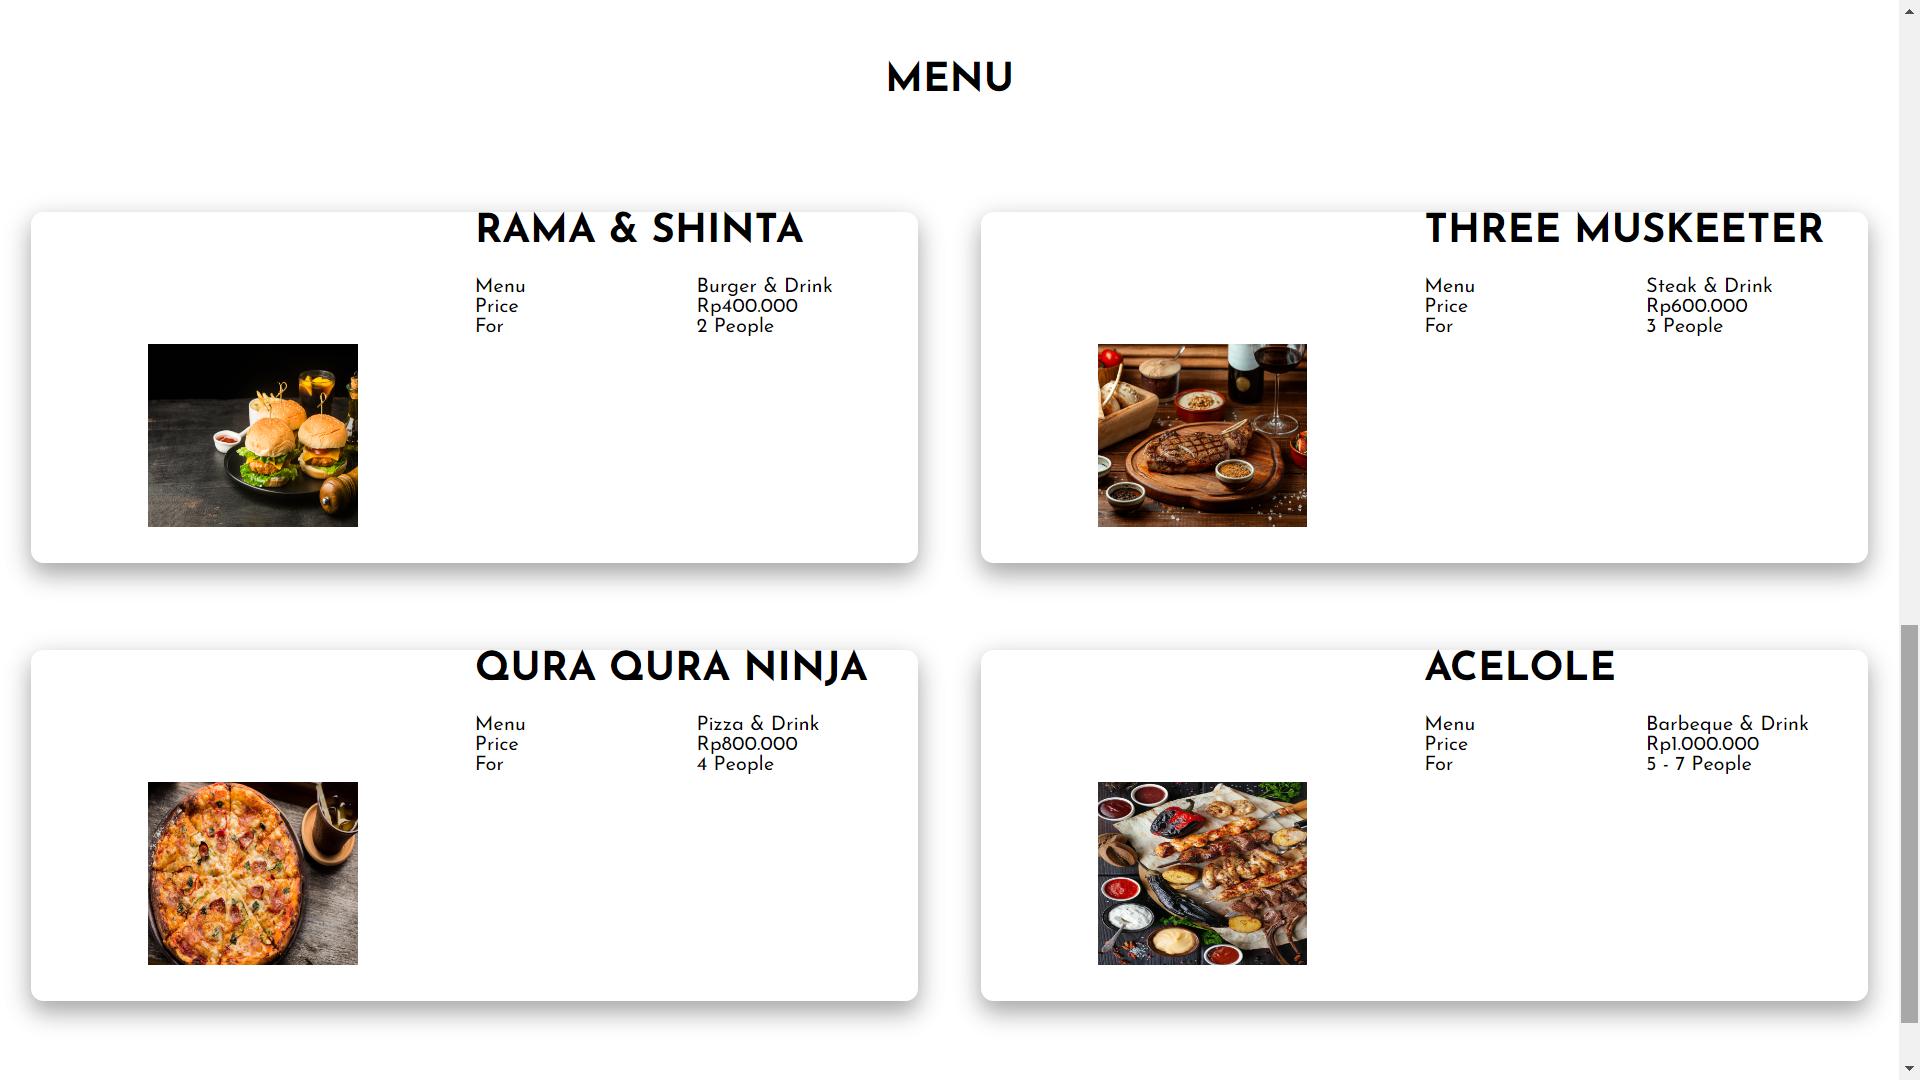 MENU
RAMA & SHINTA
Menu Burger & Drink
Price Rp400.000
For 2 People
THREE MUSKEETER
Menu Steak & Drink
Price Rp600.000
For 3 People
QURA QURA NINJA
Menu Pizza & Drink
Price Rp800.000
For 4 People
ACELOLE
Menu Barbeque & Drink
Price Rp1.000.000
For 5 - 7 People